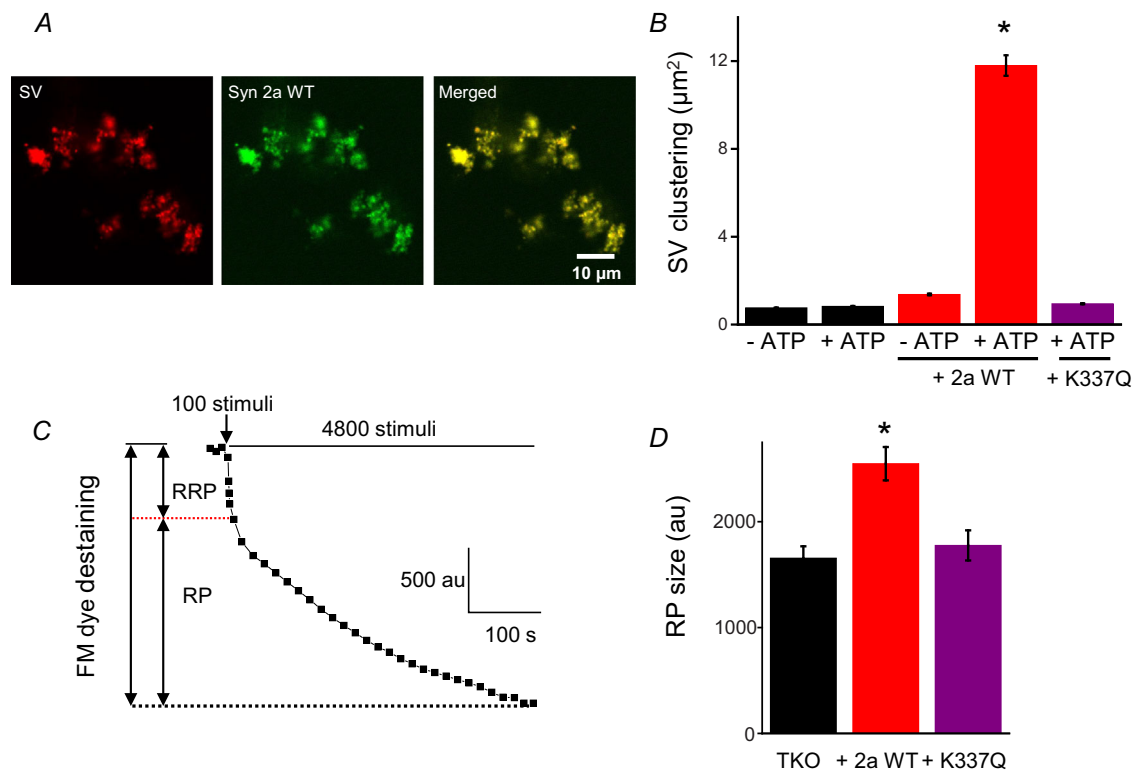 A
SV
Syn 2a WT
Merged
10 µm
B
SV clustering (µm²)
12
8
4
0
- ATP
+ ATP
- ATP
+ ATP
+ ATP
+ 2a WT
+ K337Q
*
C
100 stimuli
4800 stimuli
FM dye destaining
RRP
RP
500 au
100 s
D
RP size (au)
2000
1000
0
*
TKO
+ 2a WT
+ K337Q